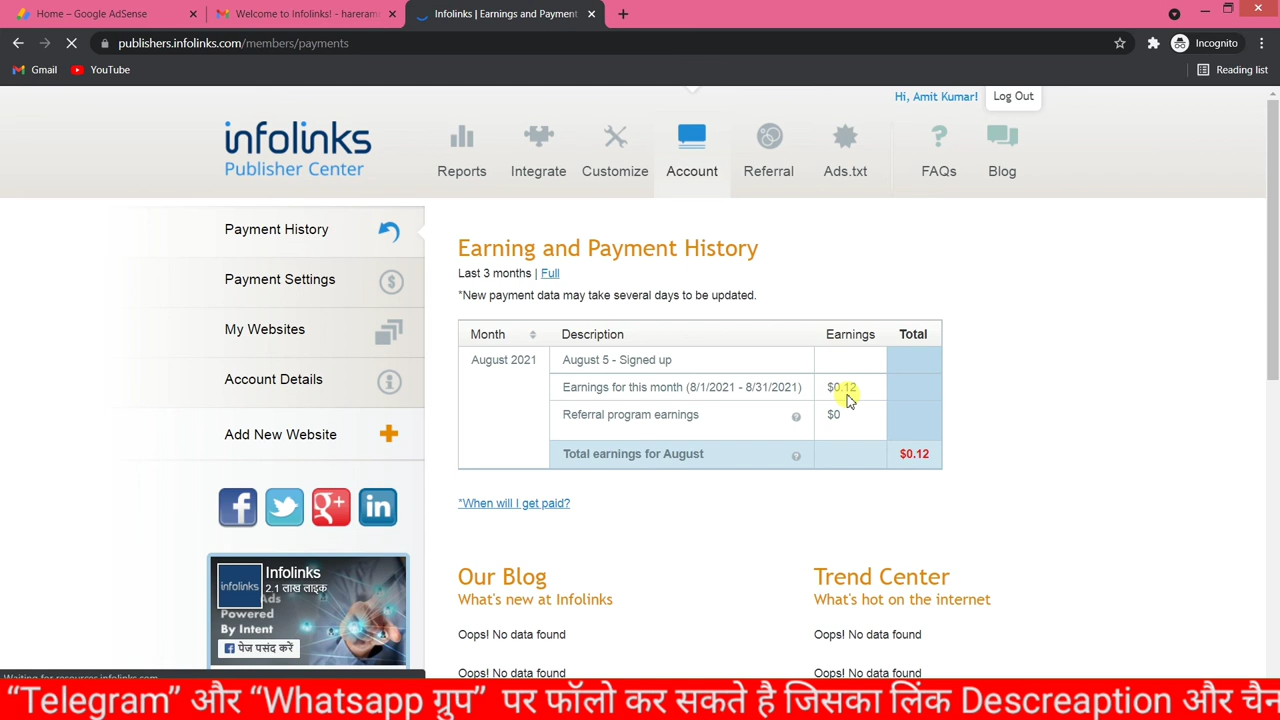 Home – Google AdSense
Welcome to Infolinks! - hareram
Infolinks | Earnings and Payment
publishers.infolinks.com/members/payments
Incognito
Gmail
YouTube
Reading list
Hi, Amit Kumar!
Log Out
infolinks
Publisher Center
Reports
Integrate
Customize
Account
Referral
Ads.txt
FAQs
Blog
Payment History
Payment Settings
My Websites
Account Details
Add New Website
Earning and Payment History
Last 3 months | Full
*New payment data may take several days to be updated.
Month Description Earnings Total
August 2021 August 5 - Signed up
Earnings for this month (8/1/2021 - 8/31/2021) $0.12
Referral program earnings ? $0
Total earnings for August ? $0.12
*When will I get paid?
infolinks
Infolinks
2.1 लाख लाइक
Ads
Powered
By Intent
पेज पसंद करें
Our Blog
What's new at Infolinks
Oops! No data found
Oops! No data found
Trend Center
What's hot on the internet
Oops! No data found
Oops! No data found
Waiting for resources.infolinks.com
“Telegram” और “Whatsapp ग्रुप” पर फॉलो कर सकते है जिसका लिंक Descreaption और